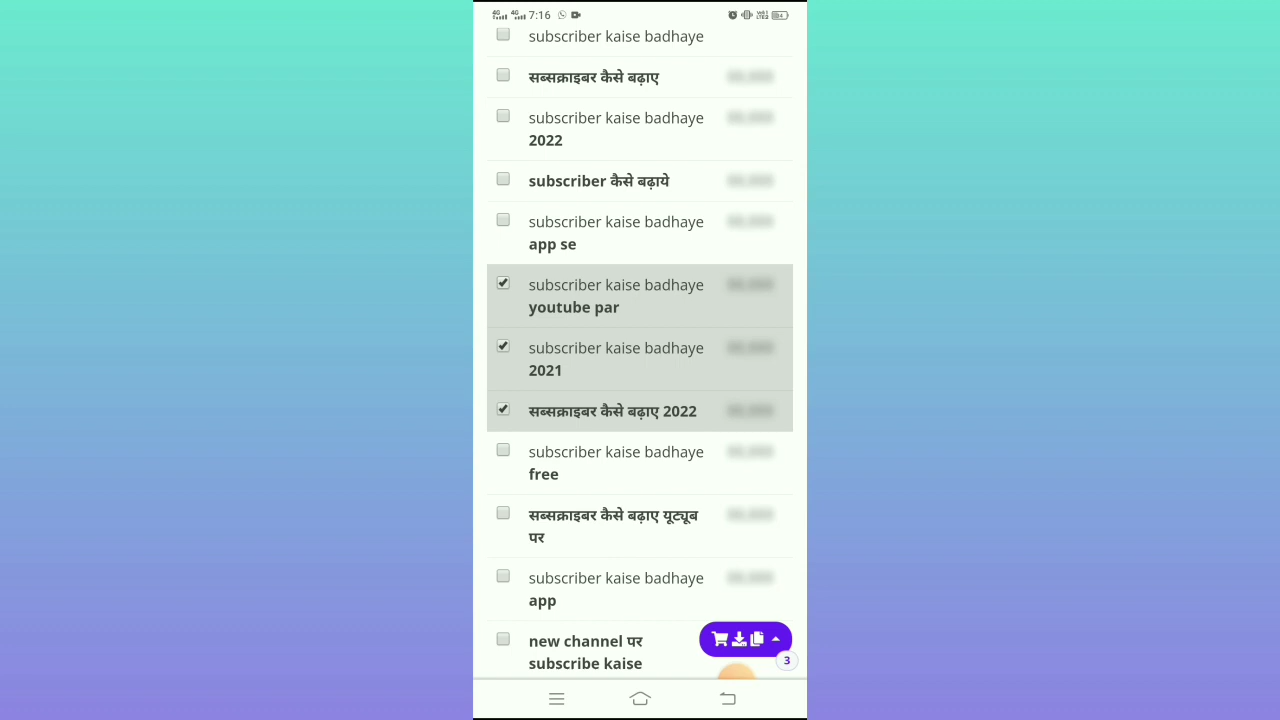 7:16
subscriber kaise badhaye
सब्सक्राइबर कैसे बढ़ाए
subscriber kaise badhaye
2022
subscriber कैसे बढ़ाये
subscriber kaise badhaye
app se
subscriber kaise badhaye
youtube par
subscriber kaise badhaye
2021
सब्सक्राइबर कैसे बढ़ाए 2022
subscriber kaise badhaye
free
सब्सक्राइबर कैसे बढ़ाए यूट्यूब
पर
subscriber kaise badhaye
app
new channel पर
subscribe kaise
3